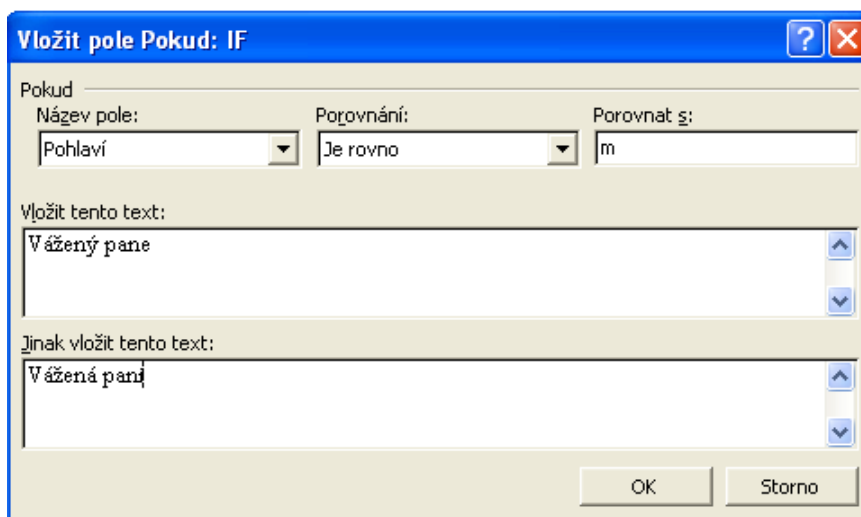 Vložit pole Pokud: IF
Pokud
Název pole: Porovnání: Porovnat s:
Pohlaví Je rovno m
Vložit tento text:
Vážený pane
Jinak vložit tento text:
Vážená paní
OK Storno